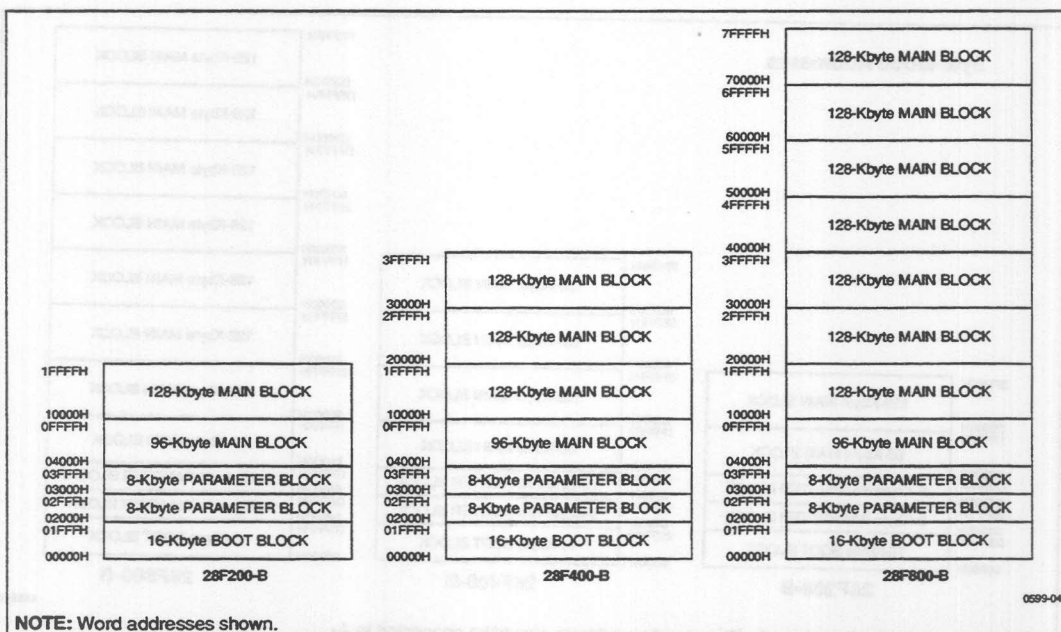 1FFFFH
128-Kbyte MAIN BLOCK
10000H
0FFFFH
96-Kbyte MAIN BLOCK
04000H
03FFFH
8-Kbyte PARAMETER BLOCK
03000H
02FFFH
8-Kbyte PARAMETER BLOCK
02000H
01FFFH
16-Kbyte BOOT BLOCK
00000H
28F200-B
3FFFFH
128-Kbyte MAIN BLOCK
30000H
2FFFFH
128-Kbyte MAIN BLOCK
20000H
1FFFFH
128-Kbyte MAIN BLOCK
10000H
0FFFFH
96-Kbyte MAIN BLOCK
04000H
03FFFH
8-Kbyte PARAMETER BLOCK
03000H
02FFFH
8-Kbyte PARAMETER BLOCK
02000H
01FFFH
16-Kbyte BOOT BLOCK
00000H
28F400-B
7FFFFH
128-Kbyte MAIN BLOCK
70000H
6FFFFH
128-Kbyte MAIN BLOCK
60000H
5FFFFH
128-Kbyte MAIN BLOCK
50000H
4FFFFH
128-Kbyte MAIN BLOCK
40000H
3FFFFH
128-Kbyte MAIN BLOCK
30000H
2FFFFH
128-Kbyte MAIN BLOCK
20000H
1FFFFH
128-Kbyte MAIN BLOCK
10000H
0FFFFH
96-Kbyte MAIN BLOCK
04000H
03FFFH
8-Kbyte PARAMETER BLOCK
03000H
02FFFH
8-Kbyte PARAMETER BLOCK
02000H
01FFFH
16-Kbyte BOOT BLOCK
00000H
28F800-B
0599-04
NOTE: Word addresses shown.